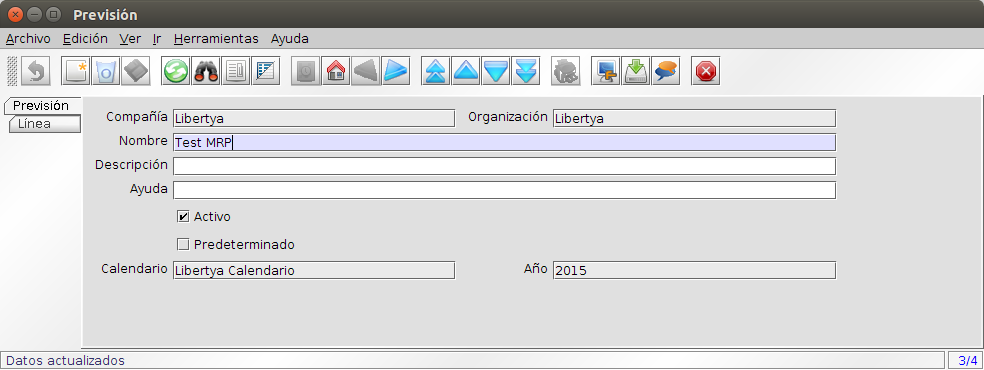 Previsión
Archivo Edición Ver Ir Herramientas Ayuda
Previsión
Línea
Compañía Libertya Organización Libertya
Nombre Test MRP
Descripción
Ayuda
Activo
Predeterminado
Calendario Libertya Calendario Año 2015
Datos actualizados 3/4